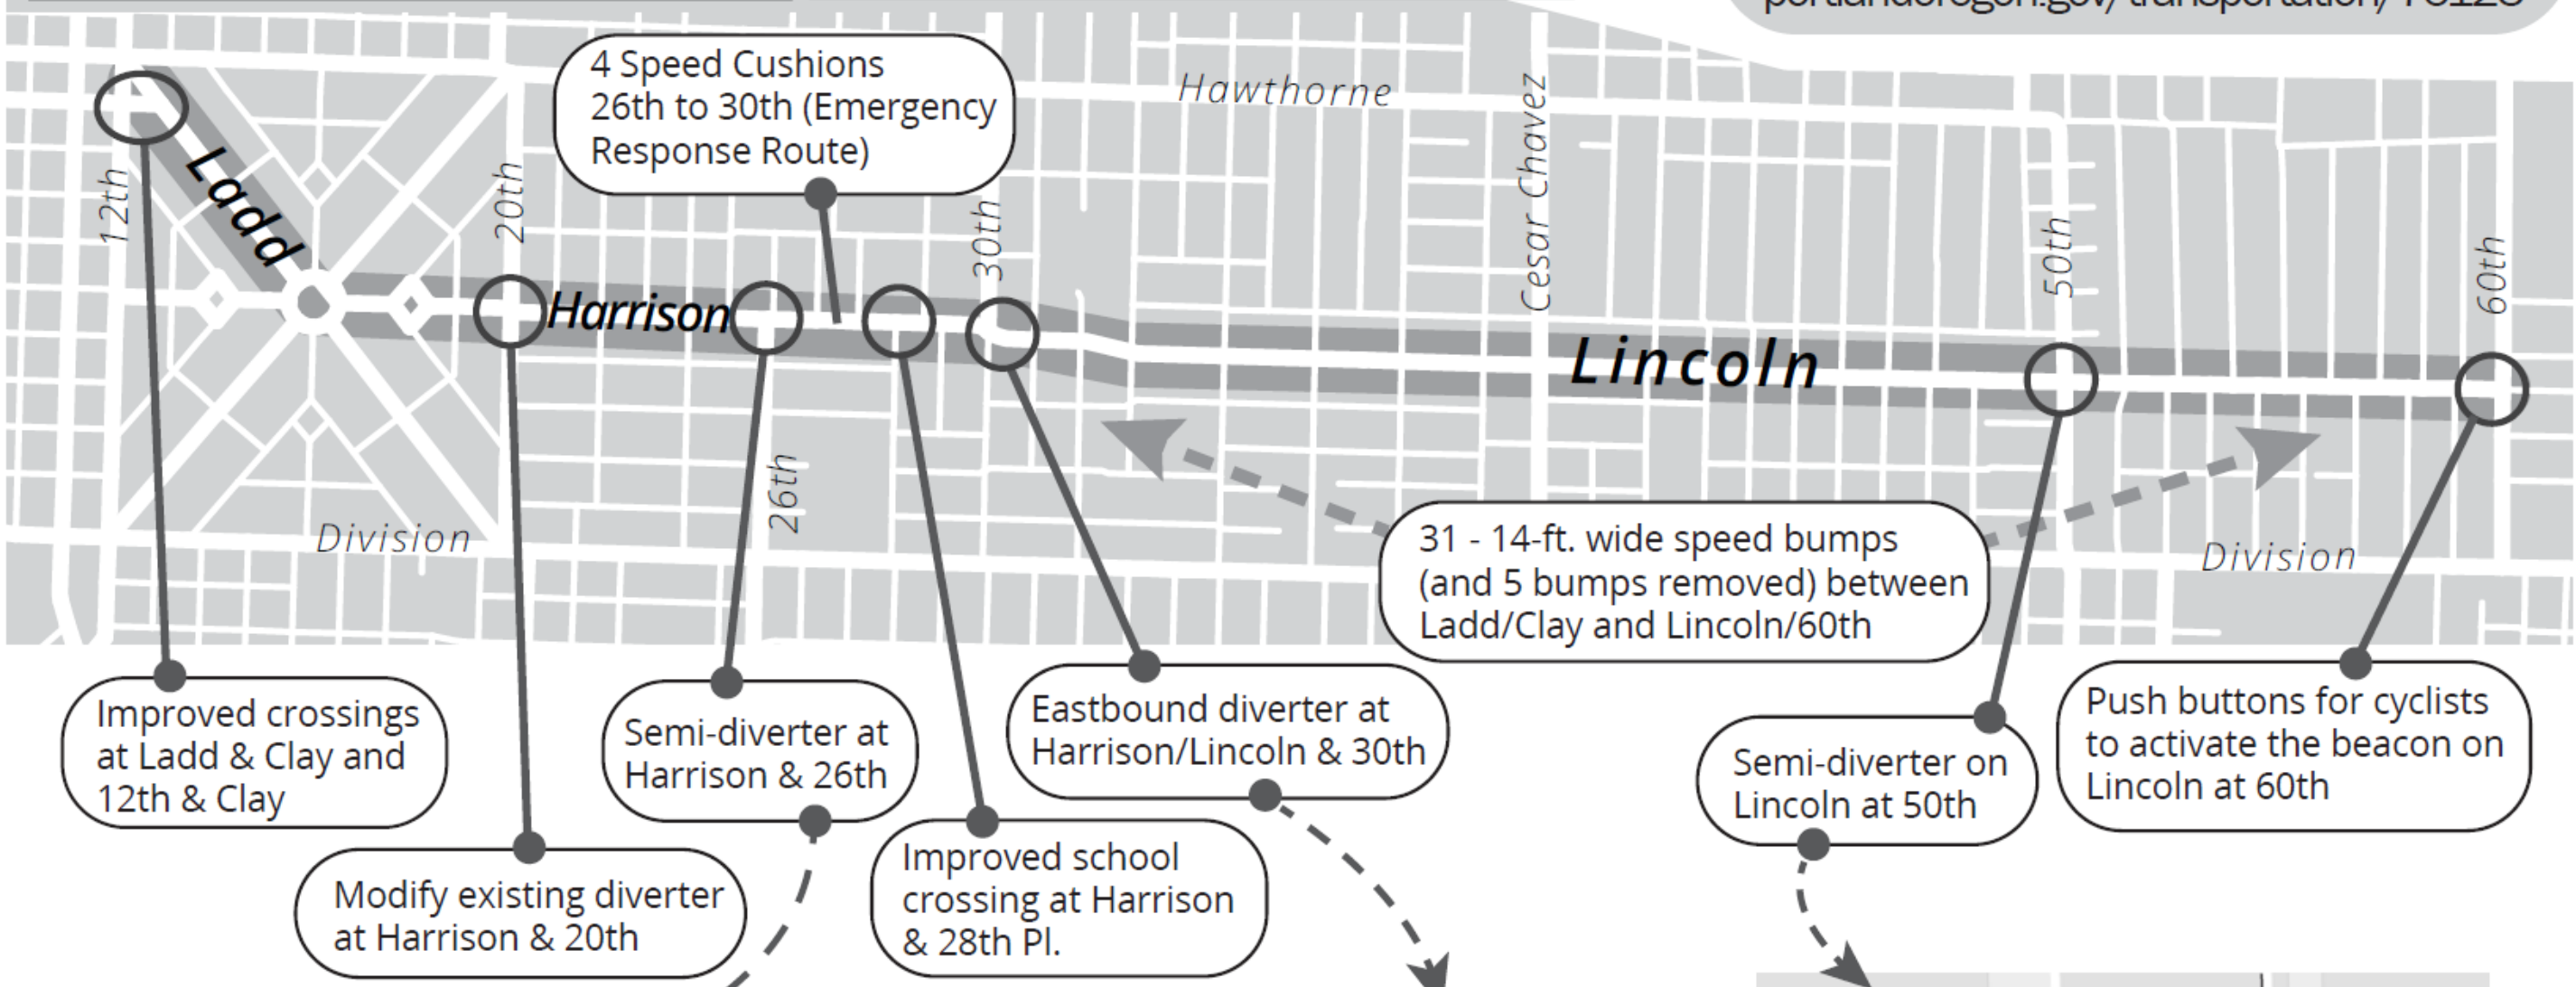 portlandoregon.gov/transportation/73123
4 Speed Cushions
26th to 30th (Emergency
Response Route)
Hawthorne
Cesar Chavez
12th
Ladd
20th
30th
50th
60th
Harrison
Lincoln
26th
Division
Division
31 - 14-ft. wide speed bumps
(and 5 bumps removed) between
Ladd/Clay and Lincoln/60th
Improved crossings
at Ladd & Clay and
12th & Clay
Modify existing diverter
at Harrison & 20th
Semi-diverter at
Harrison & 26th
Improved school
crossing at Harrison
& 28th Pl.
Eastbound diverter at
Harrison/Lincoln & 30th
Semi-diverter on
Lincoln at 50th
Push buttons for cyclists
to activate the beacon on
Lincoln at 60th